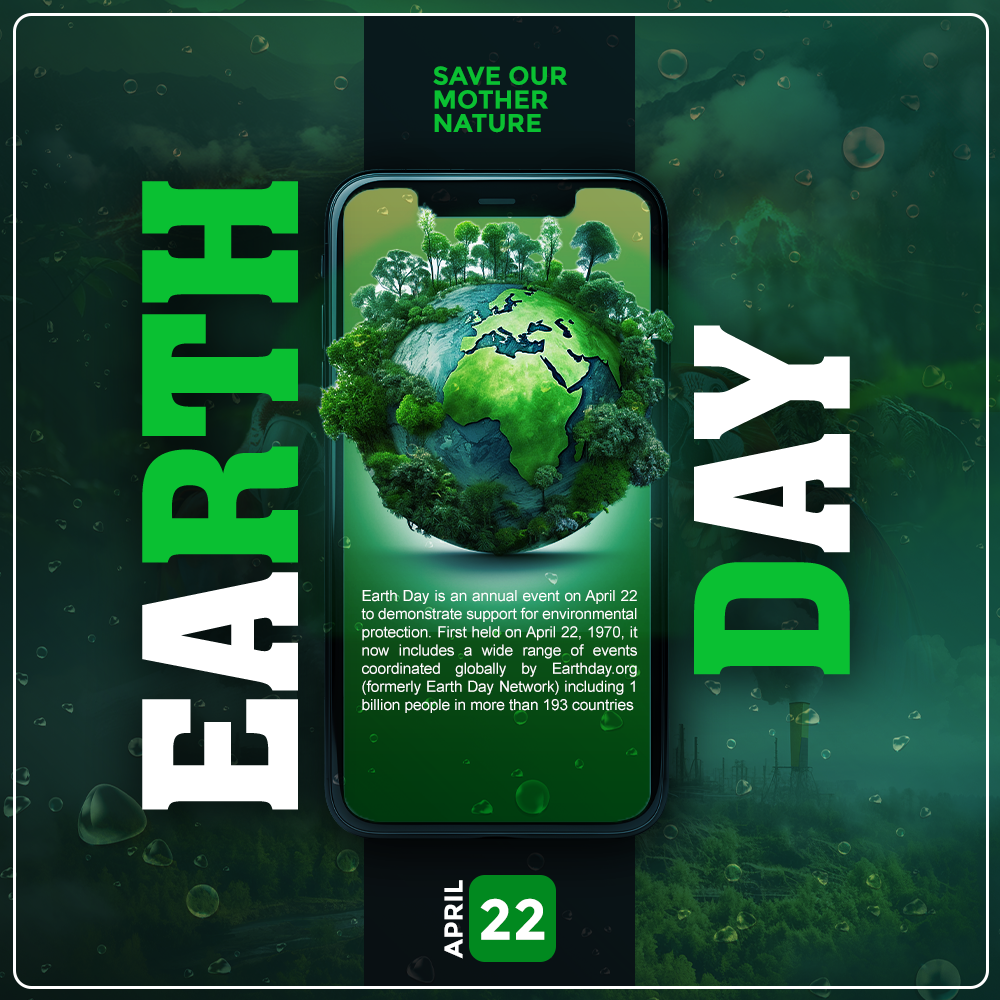 SAVE OUR
MOTHER
NATURE
EARTH
DAY
Earth Day is an annual event on April 22
to demonstrate support for environmental
protection. First held on April 22, 1970, it
now includes a wide range of events
coordinated globally by Earthday.org
(formerly Earth Day Network) including 1
billion people in more than 193 countries
APRIL
22